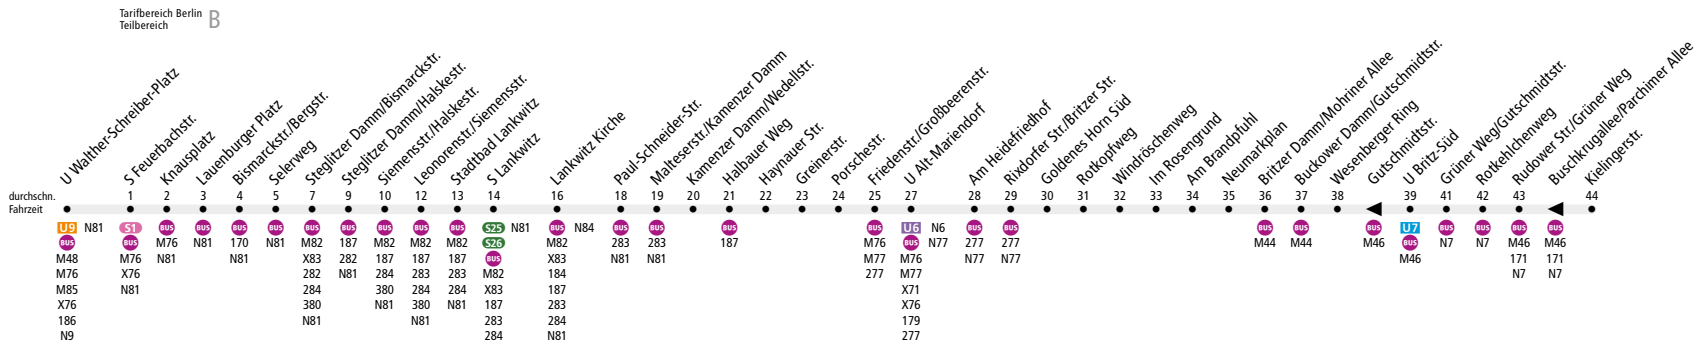 Tarifbereich Berlin
Teilbereich
B
U Walther-Schreiber-Platz
S Feuerbachstr.
Knausplatz
Lauenburger Platz
Bismarckstr./Bergstr.
Selerweg
Steglitzer Damm/Bismarckstr.
Steglitzer Damm/Halskestr.
Siemensstr./Halskestr.
Leonorenstr./Siemensstr.
Stadtbad Lankwitz
S Lankwitz
Lankwitz Kirche
Paul-Schneider-Str.
Malteserstr./Kamenzer Damm
Kamenzer Damm/Wedellstr.
Halbauer Weg
Haynauer Str.
Greinerstr.
Porschestr.
Friedenstr./Großbeerenstr.
U Alt-Mariendorf
Am Heidefriedhof
Rixdorfer Str./Britzer Str.
Goldenes Horn Süd
Rotkopfweg
Windröschenweg
Im Rosengrund
Am Brandpfuhl
Neumarkplan
Britzer Damm/Mohriner Allee
Buckower Damm/Gutschmidtstr.
Wesenberger Ring
Gutschmidtstr.
U Britz-Süd
Grüner Weg/Gutschmidtstr.
Rotkehlchenweg
Rudower Str./Grüner Weg
Buschkrugallee/Parchimer Allee
Kielingerstr.
durchschn. 1 2 3 4 5 7 9 10 12 13 14 16 18 19 20 21 22 23 24 25 27 28 29 30 31 32 33 34 35 36 37 38 39 41 42 43 44
Fahrzeit
U9 N81 S1 BUS BUS BUS BUS BUS BUS BUS BUS BUS S25 N81 BUS N84 BUS BUS BUS BUS U6 N6 BUS BUS BUS BUS BUS U7 BUS BUS BUS BUS
BUS BUS M76 N81 170 N81 M82 187 M82 M82 M82 S26 M82 283 283 187 M76 BUS N77 277 277 M44 M44 M46 BUS N7 N7 M46 M46
M48 M76 N81 N81 X83 282 187 187 187 BUS X83 N81 N81 M77 M76 N77 N77 M46 171 171
M76 X76 282 N81 284 283 283 M82 184 277 M77 N7 N7
M85 N81 284 380 284 284 X83 187 X71
X76 380 N81 380 N81 187 283 X76
186 N81 N81 283 284 179
N9 284 N81 277